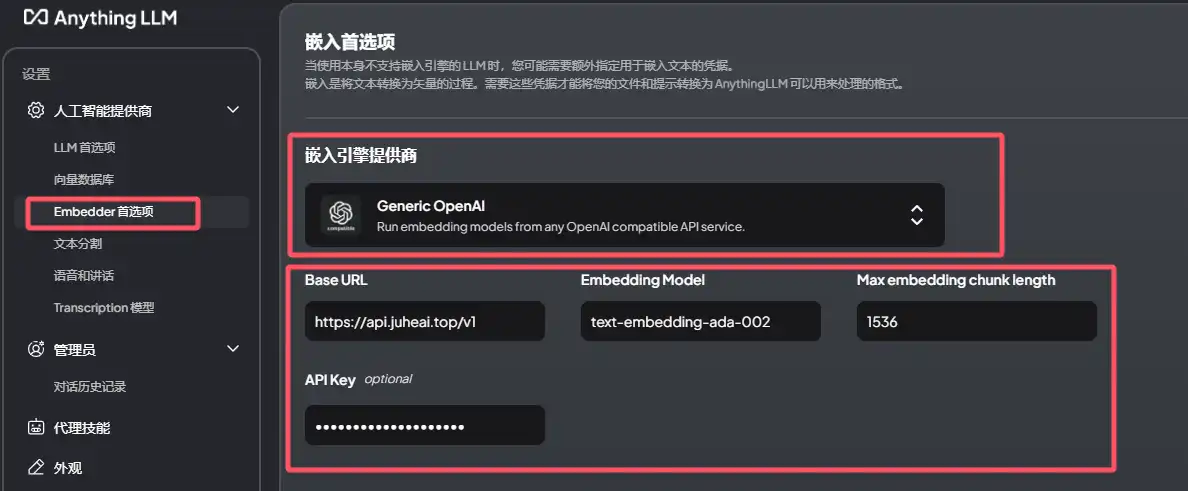 Anything LLM
设置
人工智能提供商
LLM 首选项
向量数据库
Embedder 首选项
文本分割
语音和讲话
Transcription 模型
管理员
对话历史记录
代理技能
外观
嵌入首选项
当使用本身不支持嵌入引擎的 LLM 时，您可能需要额外指定用于嵌入文本的凭据。
嵌入是将文本转换为矢量的过程。需要这些凭据才能将您的文件和提示转换为 AnythingLLM 可以用来处理的格式。
嵌入引擎提供商
compatible
Generic OpenAI
Run embedding models from any OpenAI compatible API service.
Base URL
Embedding Model
Max embedding chunk length
https://api.juheai.top/v1
text-embedding-ada-002
1536
API Key optional
••••••••••••••••••••